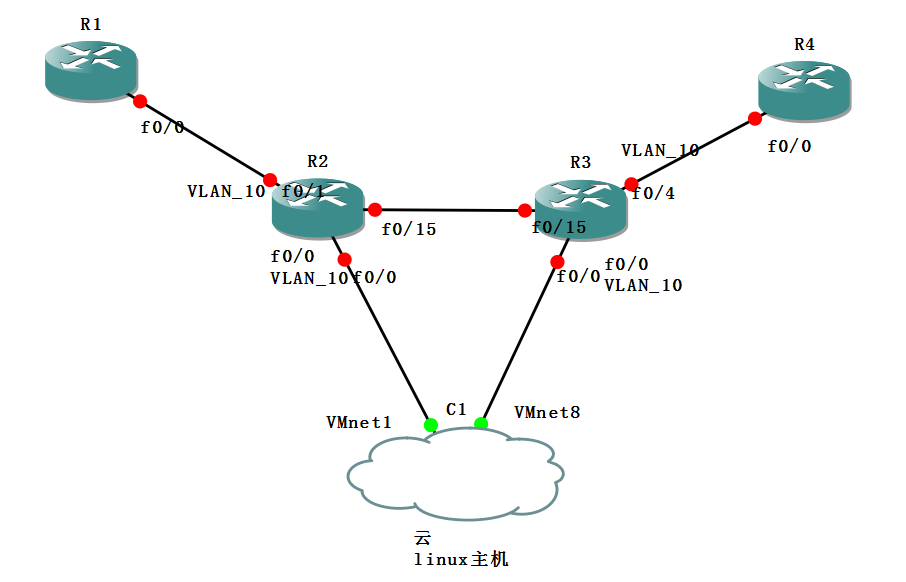 R1
R4
f0/0
f0/0
VLAN_10
R2
R3
VLAN_10
f0/1
f0/4
f0/15
f0/15
f0/0
VLAN_10
f0/0
f0/0
f0/0
VLAN_10
VMnet1
C1
VMnet8
云
linux主机